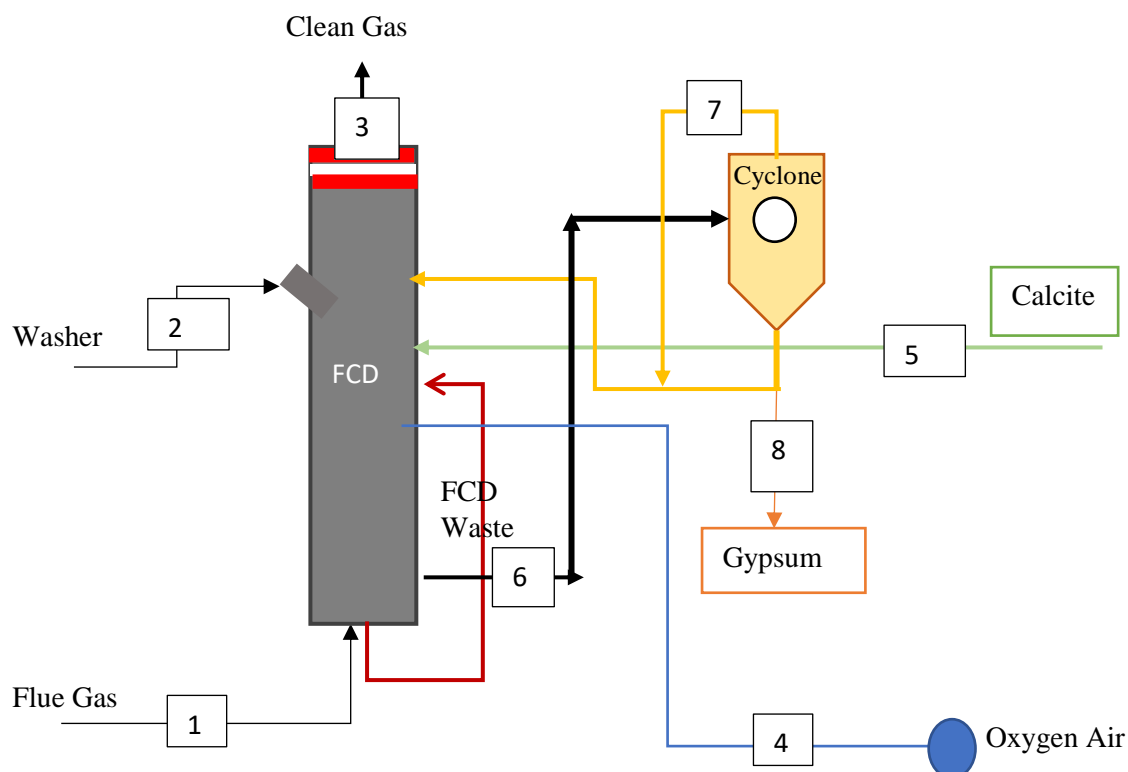 Clean Gas
3
7
Cyclone
Calcite
2
Washer
5
FCD
8
FCD
Waste
Gypsum
6
Flue Gas
1
4
Oxygen Air